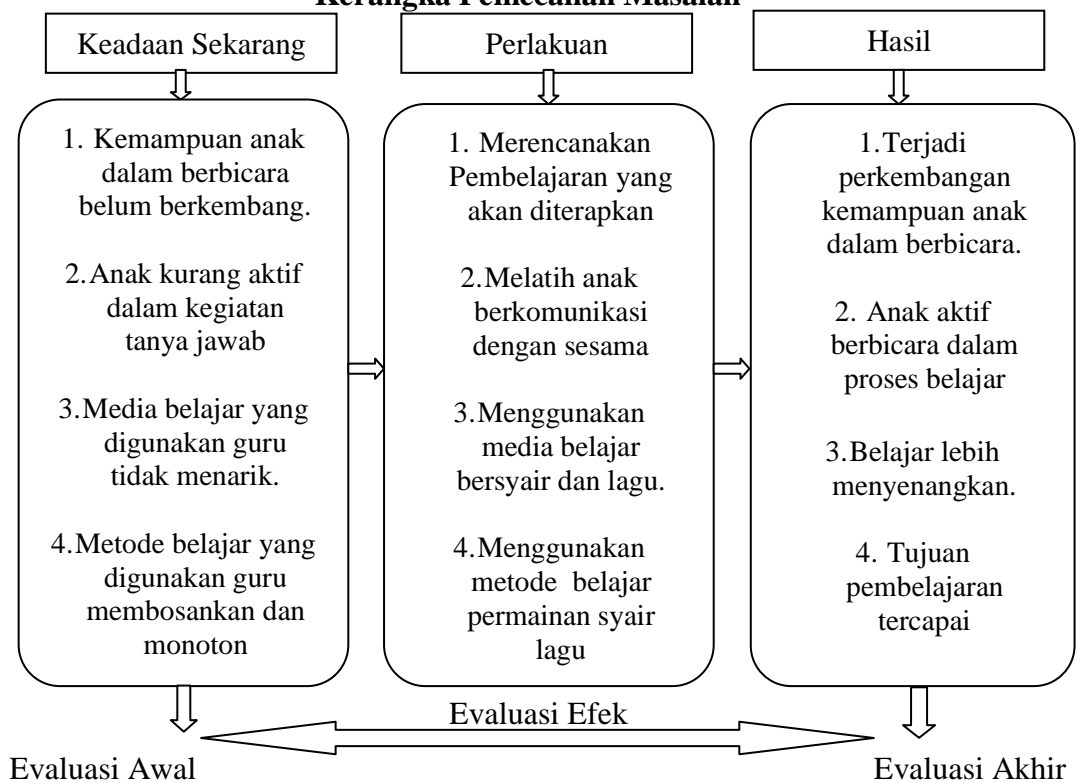 Kerangka Pemecahan Masalah
Keadaan Sekarang
Perlakuan
Hasil
1. Kemampuan anak
dalam berbicara
belum berkembang.
2.Anak kurang aktif
dalam kegiatan
tanya jawab
3.Media belajar yang
digunakan guru
tidak menarik.
4.Metode belajar yang
digunakan guru
membosankan dan
monoton
1. Merencanakan
Pembelajaran yang
akan diterapkan
2.Melatih anak
berkomunikasi
dengan sesama
3.Menggunakan
media belajar
bersyair dan lagu.
4.Menggunakan
metode belajar
permainan syair
lagu
1.Terjadi
perkembangan
kemampuan anak
dalam berbicara.
2. Anak aktif
berbicara dalam
proses belajar
3.Belajar lebih
menyenangkan.
4. Tujuan
pembelajaran
tercapai
Evaluasi Efek
Evaluasi Awal
Evaluasi Akhir